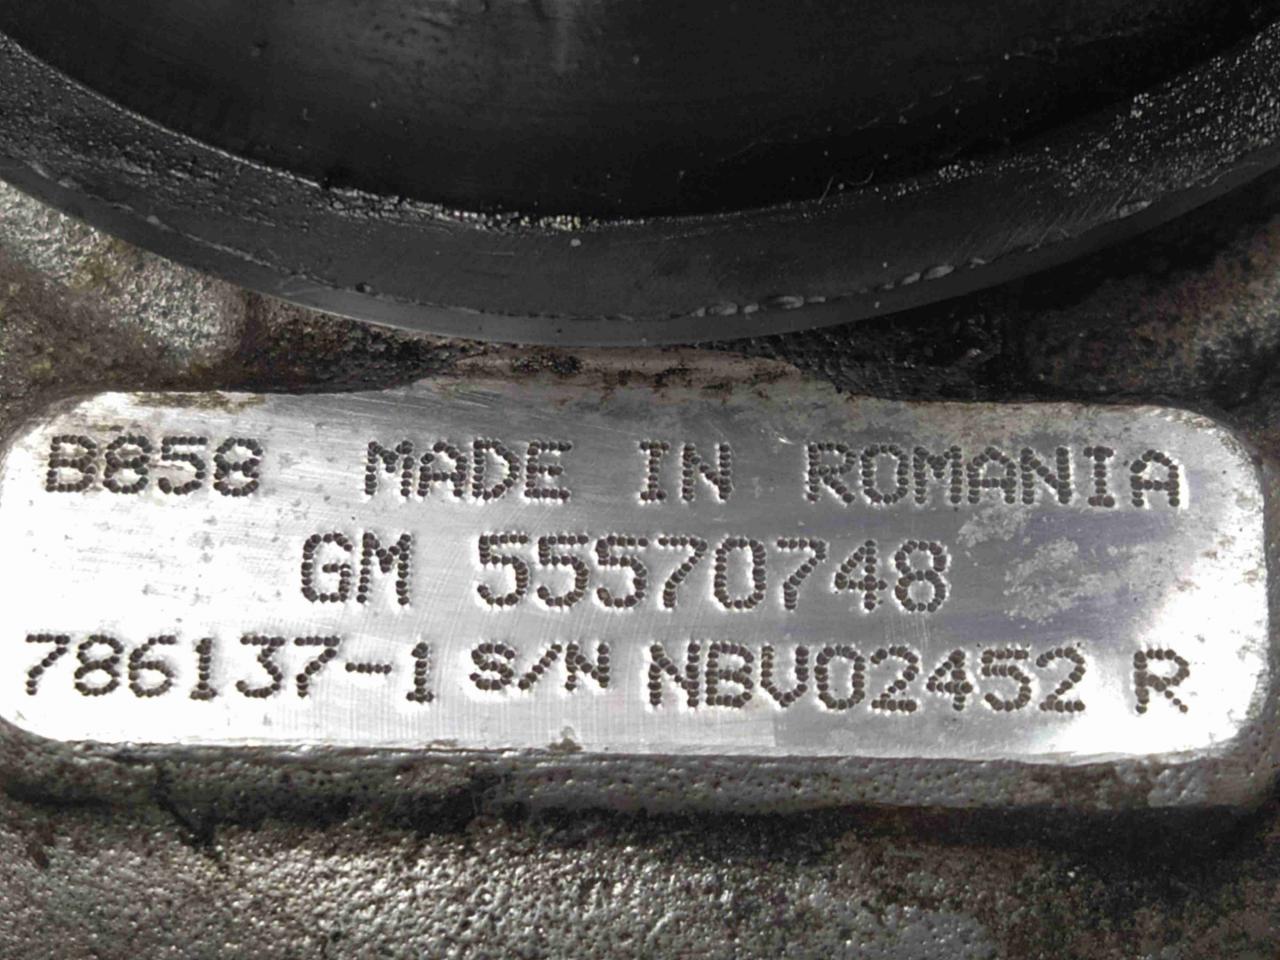 B858 MADE IN ROMANIA
GM 55570748
786137-1 S/N NBV02452 R